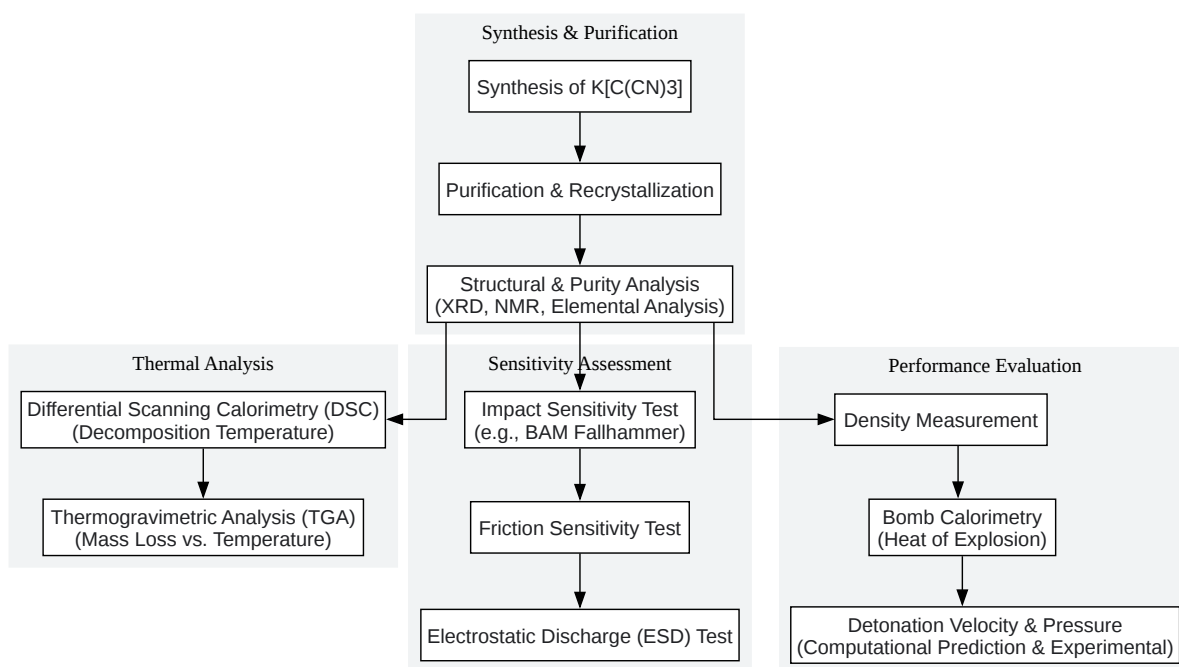 Synthesis & Purification
Synthesis of K[C(CN)3]
Purification & Recrystallization
Structural & Purity Analysis
(XRD, NMR, Elemental Analysis)
Thermal Analysis
Differential Scanning Calorimetry (DSC)
(Decomposition Temperature)
Thermogravimetric Analysis (TGA)
(Mass Loss vs. Temperature)
Sensitivity Assessment
Impact Sensitivity Test
(e.g., BAM Fallhammer)
Friction Sensitivity Test
Electrostatic Discharge (ESD) Test
Performance Evaluation
Density Measurement
Bomb Calorimetry
(Heat of Explosion)
Detonation Velocity & Pressure
(Computational Prediction & Experimental)